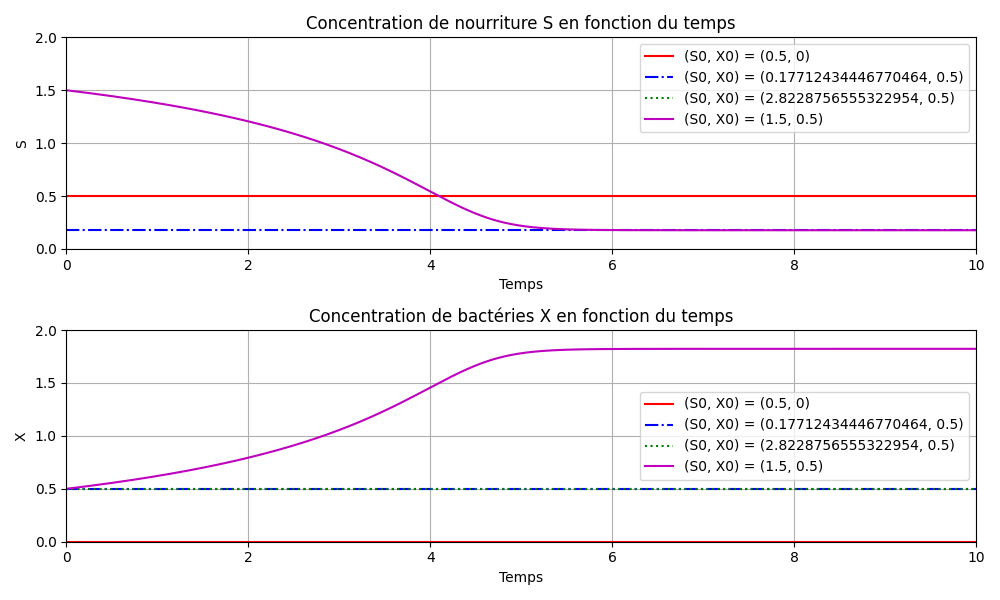 Concentration de nourriture S en fonction du temps
2.0
1.5
1.0
0.5
0.0
S
(S0, X0) = (0.5, 0)
(S0, X0) = (0.17712434446770464, 0.5)
(S0, X0) = (2.8228756555322954, 0.5)
(S0, X0) = (1.5, 0.5)
0 2 4 6 8 10
Temps
Concentration de bactéries X en fonction du temps
2.0
1.5
1.0
0.5
0.0
X
(S0, X0) = (0.5, 0)
(S0, X0) = (0.17712434446770464, 0.5)
(S0, X0) = (2.8228756555322954, 0.5)
(S0, X0) = (1.5, 0.5)
0 2 4 6 8 10
Temps